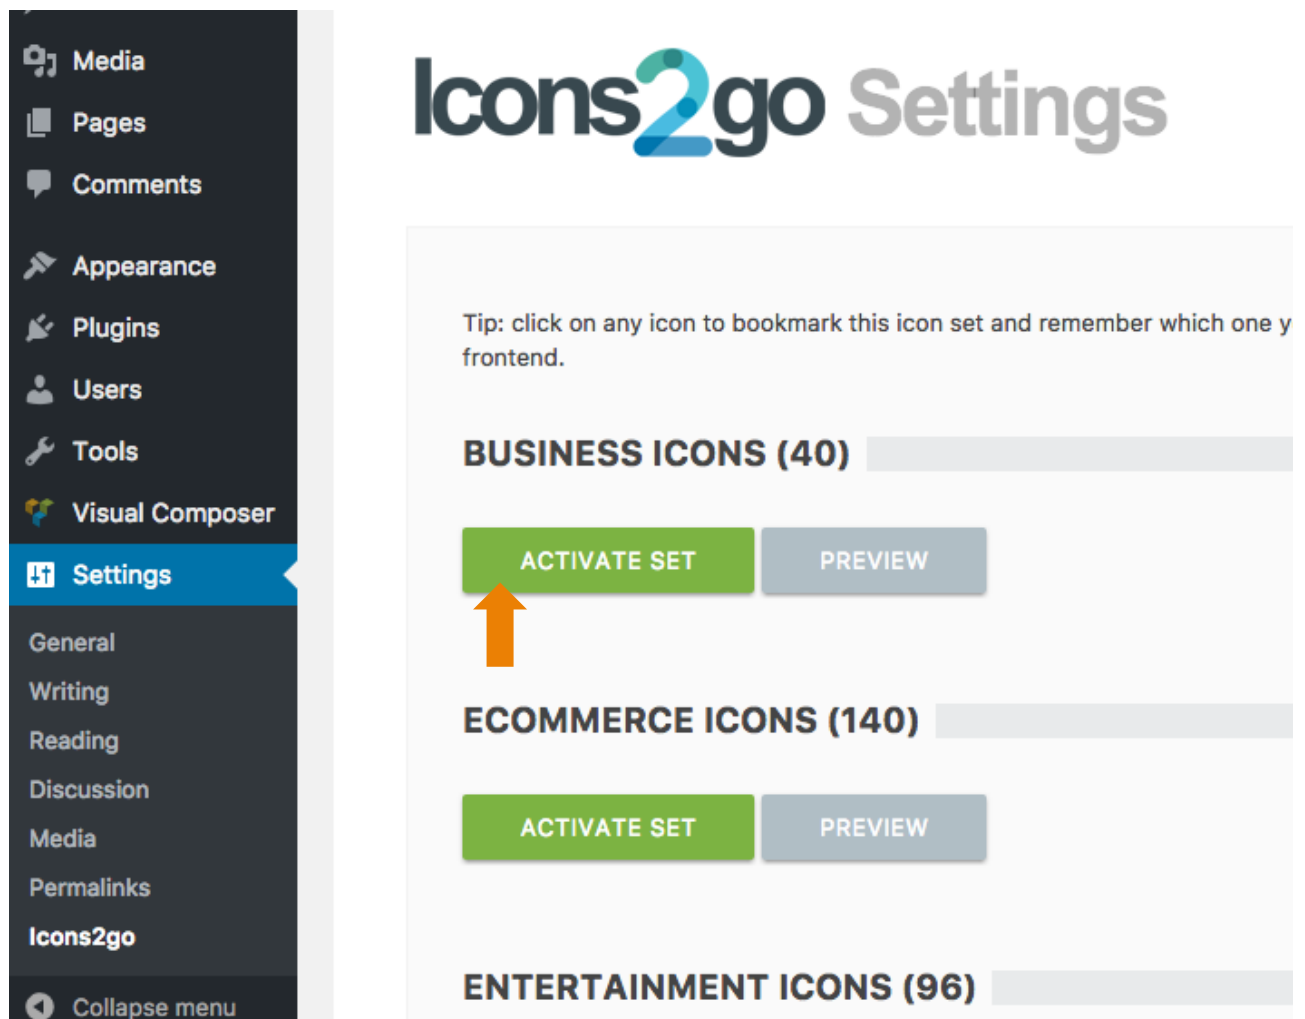 Media
Pages
Comments
Appearance
Plugins
Users
Tools
Visual Composer
Settings
General
Writing
Reading
Discussion
Media
Permalinks
Icons2go
Collapse menu
Icons2go Settings
Tip: click on any icon to bookmark this icon set and remember which one y
frontend.
BUSINESS ICONS (40)
ACTIVATE SET PREVIEW
ECOMMERCE ICONS (140)
ACTIVATE SET PREVIEW
ENTERTAINMENT ICONS (96)